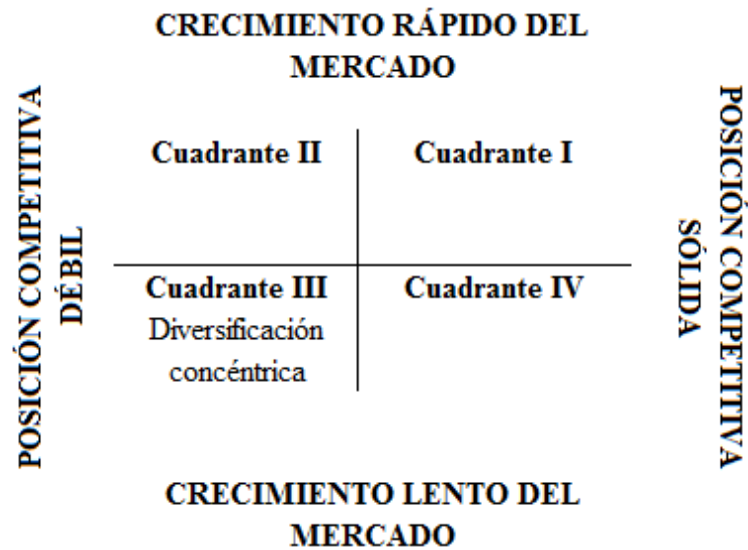 CRECIMIENTO RÁPIDO DEL
MERCADO
POSICIÓN COMPETITIVA
DÉBIL
Cuadrante II
Cuadrante I
POSICIÓN COMPETITIVA
SÓLIDA
Cuadrante III
Diversificación
concéntrica
Cuadrante IV
CRECIMIENTO LENTO DEL
MERCADO